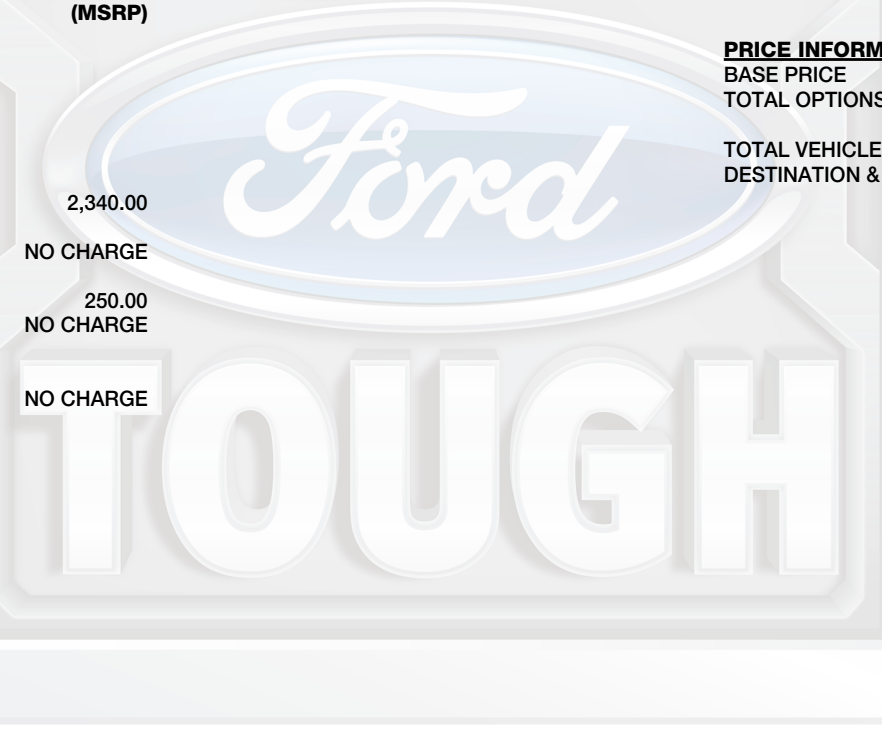 (MSRP)
PRICE INFORM
BASE PRICE
TOTAL OPTIONS
TOTAL VEHICLE
DESTINATION &
2,340.00
NO CHARGE
250.00
NO CHARGE
NO CHARGE
Ford
TOUGH